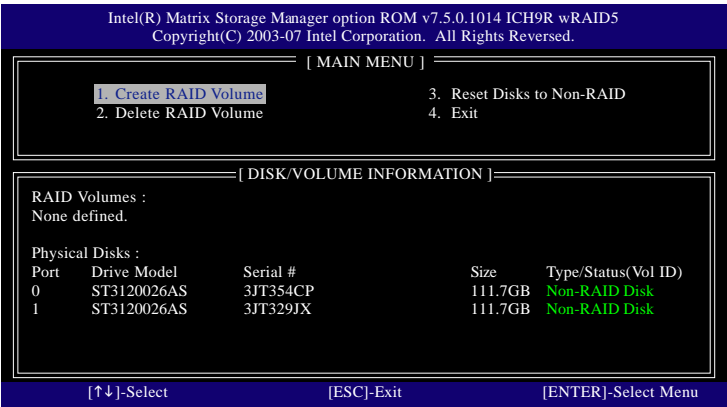 Intel(R) Matrix Storage Manager option ROM v7.5.0.1014 ICH9R wRAID5
Copyright(C) 2003-07 Intel Corporation. All Rights Reversed.
[ MAIN MENU ]
1. Create RAID Volume 3. Reset Disks to Non-RAID
2. Delete RAID Volume 4. Exit
[ DISK/VOLUME INFORMATION ]
RAID Volumes :
None defined.
Physical Disks :
Port Drive Model Serial # Size Type/Status(Vol ID)
0 ST3120026AS 3JT354CP 111.7GB Non-RAID Disk
1 ST3120026AS 3JT329JX 111.7GB Non-RAID Disk
[↑↓]-Select [ESC]-Exit [ENTER]-Select Menu